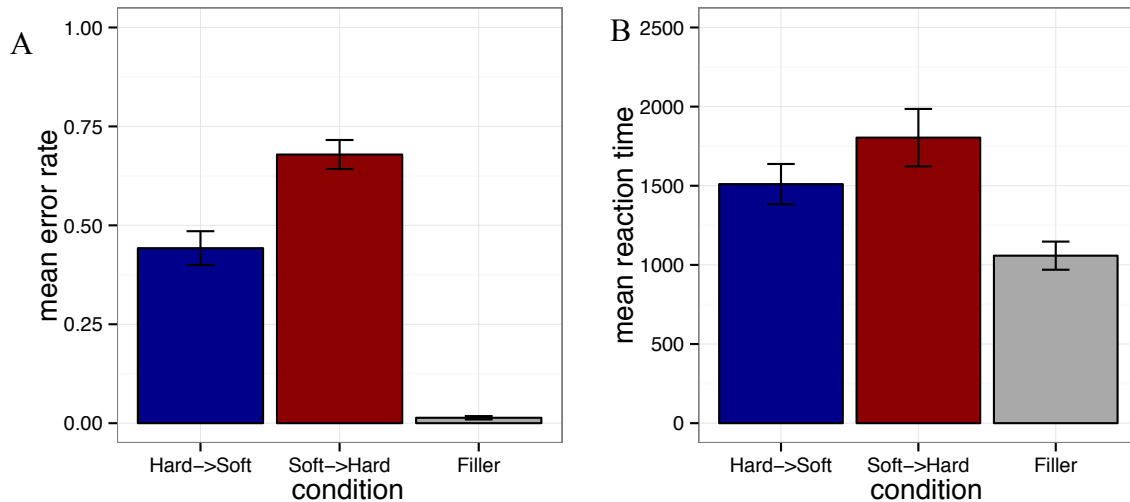 A
mean error rate
1.00
0.75
0.50
0.25
0.00
Hard->Soft
Soft->Hard
Filler
condition
B
mean reaction time
2500
2000
1500
1000
500
0
Hard->Soft
Soft->Hard
Filler
condition